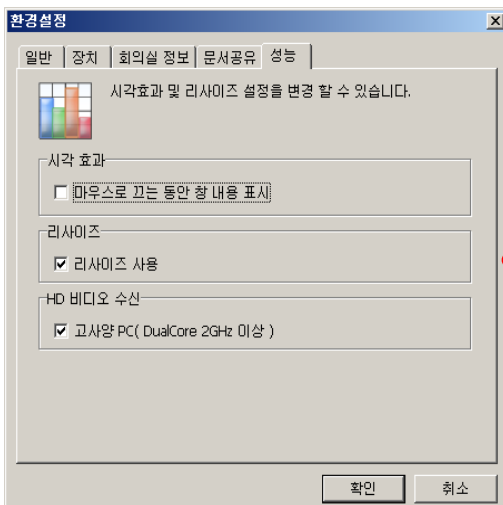 환경설정
일반 장치 회의실 정보 문서공유 성능
시각효과 및 리사이즈 설정을 변경 할 수 있습니다.
시각 효과
마우스로 끄는 동안 창 내용 표시
리사이즈
리사이즈 사용
HD 비디오 수신
고사양 PC( DualCore 2GHz 이상 )
확인 취소